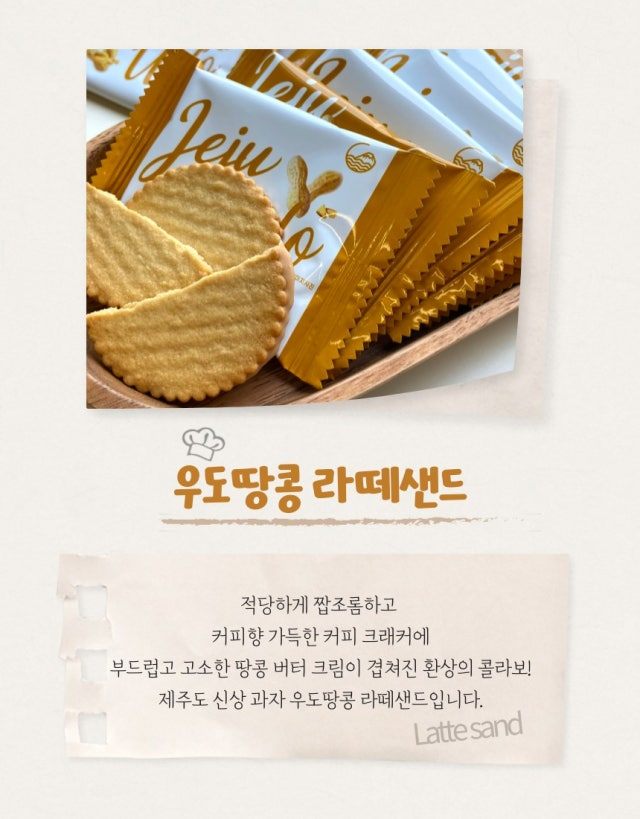 Jeju
Jeju
우도땅콩 라떼샌드
적당하게 짭조롬하고
커피향 가득한 커피 크래커에
부드럽고 고소한 땅콩 버터 크림이 겹쳐진 환상의 콜라보!
제주도 신상 과자 우도땅콩 라떼샌드입니다.
Latte sand